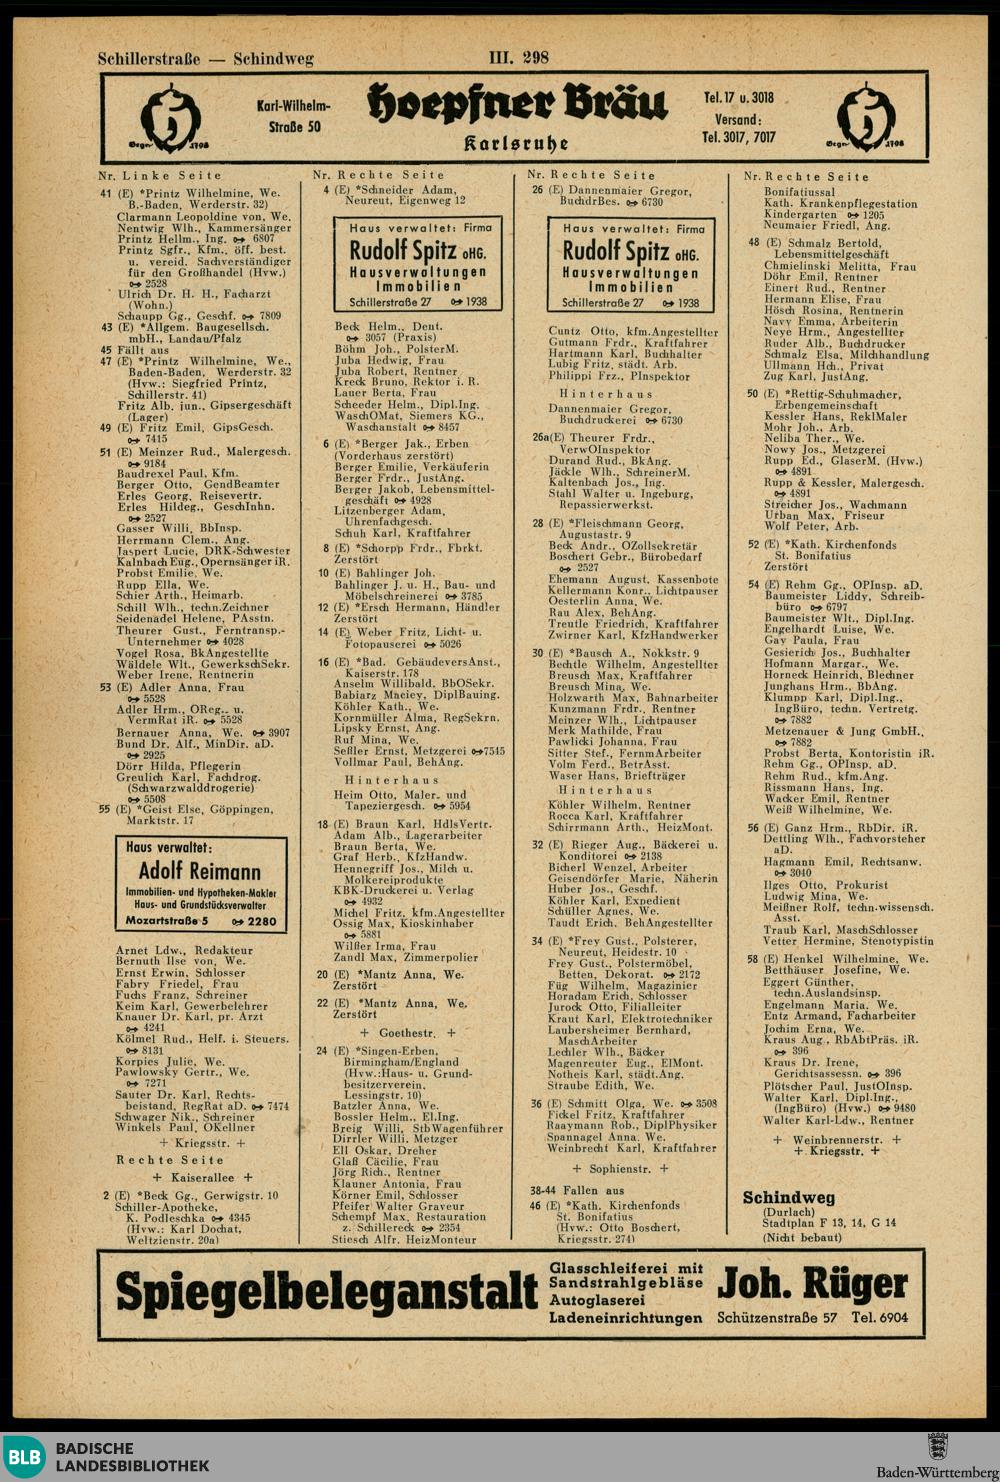 Schillerstraße — Schindweg
III. 298
Karl-Wilhelm-
Straße 50
Hoepfner Bräu
Karlsruhe
Tel. 17 u. 3018
Versand:
Tel. 3017, 7017
Gegr. 1798
Gegr. 1798
Nr. Linke Seite
41 (E) *Printz Wilhelmine, We.
B.-Baden, Werderstr. 32)
Clarmann Leopoldine von, We.
Nentwig Wlh., Kammersänger
Printz Hellm., Ing. 6807
Printz Sgfr., Kfm., öff. best.
u. vereid. Sachverständiger
für den Großhandel (Hvw.)
2528
Ulrich Dr. H. H., Facharzt
(Wohn.)
Schaupp Gg., Geschf. 7809
43 (E) *Allgem. Baugesellsch.
mbH., Landau/Pfalz
45 Fällt aus
47 (E) *Printz Wilhelmine, We.,
Baden-Baden, Werderstr. 32
(Hvw.: Siegfried Printz,
Schillerstr. 41)
Fritz Alb. jun., Gipsergeschäft
(Lager)
49 (E) Fritz Emil, GipsGesch.
7415
51 (E) Meinzer Rud., Malergesch.
9184
Baudrexel Paul, Kfm.
Berger Otto, GendBeamter
Erles Georg, Reisevertr.
Erles Hildeg., GeschInhn.
2527
Gasser Willi, BbInsp.
Herrmann Clem., Ang.
Jaspert Lucie, DRK-Schwester
Kalnbach Eug., Opernsänger iR.
Probst Emilie, We.
Rupp Ella, We.
Schier Arth., Heimarb.
Schill Wlh., techn.Zeichner
Seidenadel Helene, PAsstn.
Theurer Gust., Ferntransp.-
Unternehmer 4028
Vogel Rosa, BkAngestellte
Wäldele Wlt., GewerkschSekr.
Weber Irene, Rentnerin
53 (E) Adler Anna, Frau
5528
Adler Hrm., OReg.. u.
VermRat iR. 5528
Bernauer Anna, We. 3907
Bund Dr. Alf., MinDir. aD.
2925
Dörr Hilda, Pflegerin
Greulich Karl, Fachdrog.
(Schwarzwalddrogerie)
5508
55 (E) *Geist Else, Göppingen,
Marktstr. 17
Haus verwaltet:
Adolf Reimann
Immobilien- und Hypotheken-Makler
Haus- und Grundstücksverwalter
Mozartstraße 5 2280
Arnet Ldw., Redakteur
Bernuth Ilse von, We.
Ernst Erwin, Schlosser
Fabry Friedel, Frau
Fuchs Franz, Schreiner
Keim Karl, Gewerbelehrer
Knauer Dr. Karl, pr. Arzt
4241
Kölmel Rud., Helf. i. Steuers.
8131
Korpies Julie, We.
Pawlowsky Gertr., We.
7271
Sauter Dr. Karl, Rechts-
beistand, RegRat aD. 7474
Schwager Nik., Schreiner
Winkels Paul, OKellner
+ Kriegsstr. +
Rechte Seite
+ Kaiserallee +
2 (E) *Beck Gg., Gerwigstr. 10
Schiller-Apotheke,
K. Podleschka 4345
(Hvw.: Karl Dochat,
Weltzienstr. 20a)
Nr. Rechte Seite
4 (E) *Schneider Adam,
Neureut, Eigenweg 12
Haus verwaltet: Firma
Rudolf Spitz oHG.
Hausverwaltungen
Immobilien
Schillerstraße 27 1938
Beck Helm., Dent.
3057 (Praxis)
Böhm Joh., PolsterM.
Juba Hedwig, Frau
Juba Robert, Rentner
Kreck Bruno, Rektor i. R.
Lauer Berta, Frau
Scheeder Helm., Dipl.Ing.
WaschOMat, Siemers KG.,
Waschanstalt 8457
6 (E) *Berger Jak., Erben
(Vorderhaus zerstört)
Berger Emilie, Verkäuferin
Berger Frdr., JustAng.
Berger Jakob, Lebensmittel-
geschäft 4928
Litzenberger Adam,
Uhrenfachgesch.
Schuh Karl, Kraftfahrer
8 (E) *Schorpp Frdr., Fbrkt.
Zerstört
10 (E) Bahlinger Joh.
Bahlinger J. u. H., Bau- und
Möbelschreinerei 3785
12 (E) *Ersch Hermann, Händler
Zerstört
14 (E) Weber Fritz, Licht- u.
Fotopauserei 5026
16 (E) *Bad. GebäudeversAnst.,
Kaiserstr. 178
Anselm Willibald, BbOSekr.
Babiarz Maciey, DiplBauing.
Köhler Kath., We.
Kornmüller Alma, RegSekrn.
Lipsky Ernst, Ang.
Ruf Mina, We.
Seßler Ernst, Metzgerei 7545
Vollmar Paul, BehAng.
Hinterhaus
Heim Otto, Maler- und
Tapeziergesch. 5954
18 (E) Braun Karl, HdlsVertr.
Adam Alb., Lagerarbeiter
Braun Berta, We.
Graf Herb., KfzHandw.
Hennegriff Jos., Milch u.
Molkereiprodukte
KBK-Druckerei u. Verlag
4932
Michel Fritz, kfm.Angestellter
Ossig Max, Kioskinhaber
5881
Wilßer Irma, Frau
Zandl Max, Zimmerpolier
20 (E) *Mantz Anna, We.
Zerstört
22 (E) *Mantz Anna, We.
Zerstört
+ Goethestr. +
24 (E) *Singen-Erben,
Birmingham/England
(Hvw.:Haus- u. Grund-
besitzerverein,
Lessingstr. 10)
Batzler Anna, We.
Bossler Helm., El.Ing.
Breig Willi, StbWagenführer
Dirrler Willi, Metzger
Ell Oskar, Dreher
Glaß Cäcilie, Frau
Jörg Rich., Rentner
Klauner Antonia, Frau
Körner Emil, Schlosser
Pfeifer Walter Graveur
Schempf Max, Restauration
z. Schillereck 2354
Stiesch Alfr. HeizMonteur
Nr. Rechte Seite
26 (E) Dannenmaier Gregor,
BuchdrBes. 6730
Haus verwaltet: Firma
Rudolf Spitz oHG.
Hausverwaltungen
Immobilien
Schillerstraße 27 1938
Cuntz Otto, kfm.Angestellter
Gutmann Frdr., Kraftfahrer
Hartmann Karl, Buchhalter
Lubig Fritz, städt. Arb.
Philippi Frz., PInspektor
Hinterhaus
Dannenmaier Gregor,
Buchdruckerei 6730
26a(E) Theurer Frdr.,
VerwOInspektor
Durand Rud., BkAng.
Jäckle Wlh., SchreinerM.
Kaltenbach Jos., Ing.
Stahl Walter u. Ingeburg,
Repassierwerkst.
28 (E) *Fleischmann Georg,
Augustastr. 9
Beck Andr., OZollsekretär
Boschert Gebr., Bürobedarf
2527
Ehemann August, Kassenbote
Kellermann Konr., Lichtpauser
Oesterlin Anna, We.
Rau Alex, BehAng.
Treutle Friedrich, Kraftfahrer
Zwirner Karl, KfzHandwerker
30 (E) *Bausch A., Nokkstr. 9
Bechtle Wilhelm, Angestellter
Breusch Max, Kraftfahrer
Breusch Mina, We.
Holzwarth Max, Bahnarbeiter
Kunzmann Frdr., Rentner
Meinzer Wlh., Lichtpauser
Merk Mathilde, Frau
Pawlicki Johanna, Frau
Sitter Stef., FernmArbeiter
Volm Ferd., BetrAsst.
Waser Hans, Briefträger
Hinterhaus
Köhler Wilhelm, Rentner
Rocca Karl, Kraftfahrer
Schirrmann Arth., HeizMont.
32 (E) Rieger Aug., Bäckerei u.
Konditorei 2138
Bicherl Wenzel, Arbeiter
Geisendörfer Marie, Näherin
Huber Jos., Geschf.
Köhler Karl, Expedient
Schüller Agnes, We.
Taudt Erich, BehAngestellter
34 (E) *Frey Gust., Polsterer,
Neureut, Heidestr. 10
Frey Gust., Polstermöbel,
Betten, Dekorat. 2172
Füg Wilhelm, Magazinier
Horadam Erich, Schlosser
Jurock Otto, Filialleiter
Kraut Karl, Elektrotechniker
Laubersheimer Bernhard,
MaschArbeiter
Lechler Wlh., Bäcker
Magenreuter Eug., ElMont.
Notheis Karl, städt.Ang.
Straube Edith, We.
36 (E) Schmitt Olga, We. 3508
Fickel Fritz, Kraftfahrer
Raaymann Rob., DiplPhysiker
Spannagel Anna, We.
Weinbrecht Karl, Kraftfahrer
+ Sophienstr. +
38-44 Fallen aus
46 (E) *Kath. Kirchenfonds
St. Bonifatius
(Hvw.: Otto Boschert,
Kriegsstr. 274)
Nr. Rechte Seite
Bonifatiussal
Kath. Krankenpflegestation
Kindergarten 1205
Neumaier Friedl, Ang.
48 (E) Schmalz Bertold,
Lebensmittelgeschäft
Chmielinski Melitta, Frau
Döhr Emil, Rentner
Einert Rud., Rentner
Hermann Elise, Frau
Hösch Rosina, Rentnerin
Navy Emma, Arbeiterin
Neye Hrm., Angestellter
Ruder Alb., Buchdrucker
Schmalz Elsa, Milchhandlung
Ullmann Hch., Privat
Zug Karl, JustAng.
50 (E) *Rettig-Schuhmacher,
Erbengemeinschaft
Kessler Hans, ReklMaler
Mohr Joh., Arb.
Neliba Ther., We.
Nowy Jos., Metzgerei
Rupp Ed., GlaserM. (Hvw.)
4891
Rupp & Kessler, Malergesch.
4891
Streicher Jos., Wachmann
Urban Max, Friseur
Wolf Peter, Arb.
52 (E) *Kath. Kirchenfonds
St. Bonifatius
Zerstört
54 (E) Rehm Gg., OPInsp. aD.
Baumeister Liddy, Schreib-
büro 6797
Baumeister Wlt., Dipl.Ing.
Engelhardt Luise, We.
Gay Paula, Frau
Gesierich Jos., Buchhalter
Hofmann Margar., We.
Horneck Heinrich, Blechner
Junghans Hrm., BbAng.
Klumpp Karl, Dipl.Ing.,
IngBüro, techn. Vertretg.
7882
Metzenauer & Jung GmbH.,
7882
Probst Berta, Kontoristin iR.
Rehm Gg., OPInsp. aD.
Rehm Rud., kfm.Ang.
Rissmann Hans, Ing.
Wacker Emil, Rentner
Weiß Wilhelmine, We.
56 (E) Ganz Hrm., RbDir. iR.
Dettling Wlh., Fachvorsteher
aD.
Hagmann Emil, Rechtsanw.
3040
Ilges Otto, Prokurist
Ludwig Mina, We.
Meißner Rolf, techn.wissensch.
Asst.
Traub Karl, MaschSchlosser
Vetter Hermine, Stenotypistin
58 (E) Henkel Wilhelmine, We.
Betthäuser Josefine, We.
Eggert Günther,
techn.Auslandsinsp.
Engelmann Maria, We.
Entz Armand, Facharbeiter
Jochim Erna, We.
Kraus Aug., RbAbtPräs. iR.
396
Kraus Dr. Irene,
Gerichtsassessn. 396
Plötscher Paul, JustOInsp.
Walter Karl, Dipl.Ing.,
(IngBüro) (Hvw.) 9480
Walter Karl-Ldw., Rentner
+ Weinbrennerstr. +
+ Kriegsstr. +
Schindweg
(Durlach)
Stadtplan F 13, 14, G 14
(Nicht bebaut)
Spiegelbeleganstalt
Glasschleiferei mit
Sandstrahlgebläse
Autoglaserei
Ladeneinrichtungen
Joh. Rüger
Schützenstraße 57 Tel. 6904
BLB BADISCHE
LANDESBIBLIOTHEK
Baden-Württemberg